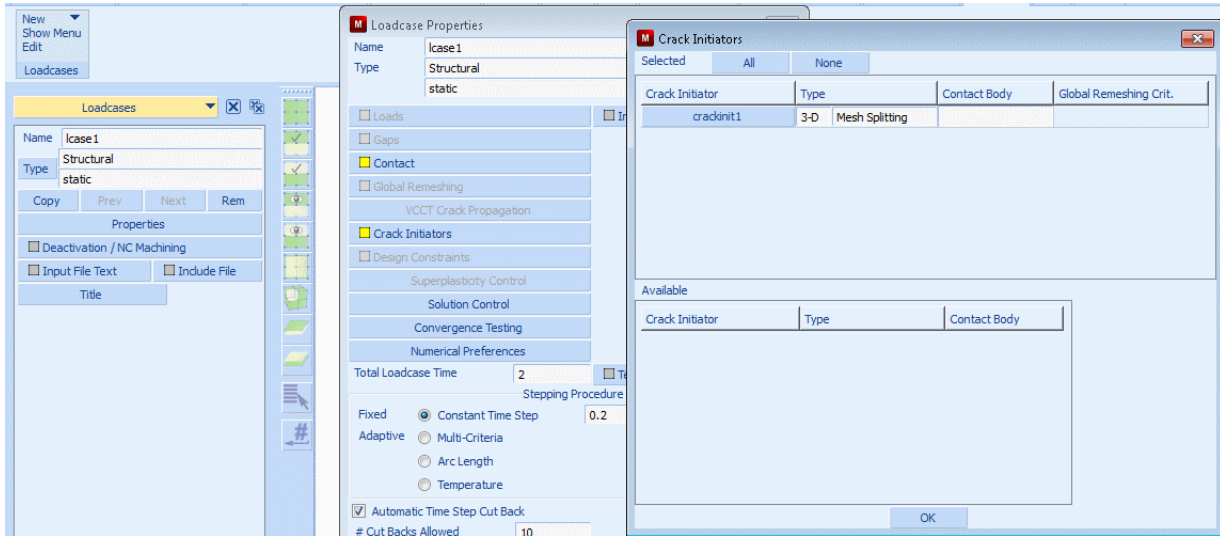 New
Show Menu
Edit
Loadcases
Loadcases
Name lcase1
Type Structural
static
Copy Prev Next Rem
Properties
Deactivation / NC Machining
Input File Text Include File
Title
#
M Loadcase Properties
Name lcase1
Type Structural
static
Loads
Gaps
Contact
Global Remeshing
VCCT Crack Propagation
Crack Initiators
Design Constraints
Superplasticity Control
Solution Control
Convergence Testing
Numerical Preferences
Total Loadcase Time 2
Stepping Procedure
Fixed Constant Time Step 0.2
Adaptive Multi-Criteria
Arc Length
Temperature
Automatic Time Step Cut Back
# Cut Backs Allowed 10
M Crack Initiators
Selected All None
Crack Initiator Type Contact Body Global Remeshing Crit.
crackinit1 3-D Mesh Splitting
Available
Crack Initiator Type Contact Body
OK